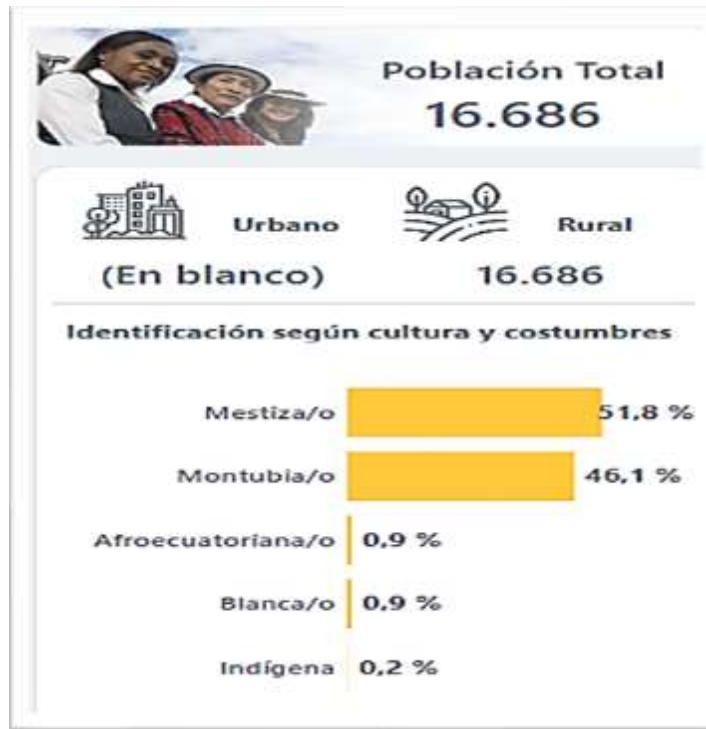 Población Total
16.686
Urbano Rural
(En blanco) 16.686
Identificación según cultura y costumbres
Mestiza/o 51,8 %
Montubia/o 46,1 %
Afroecuatoriana/o 0,9 %
Blanca/o 0,9 %
Indígena 0,2 %